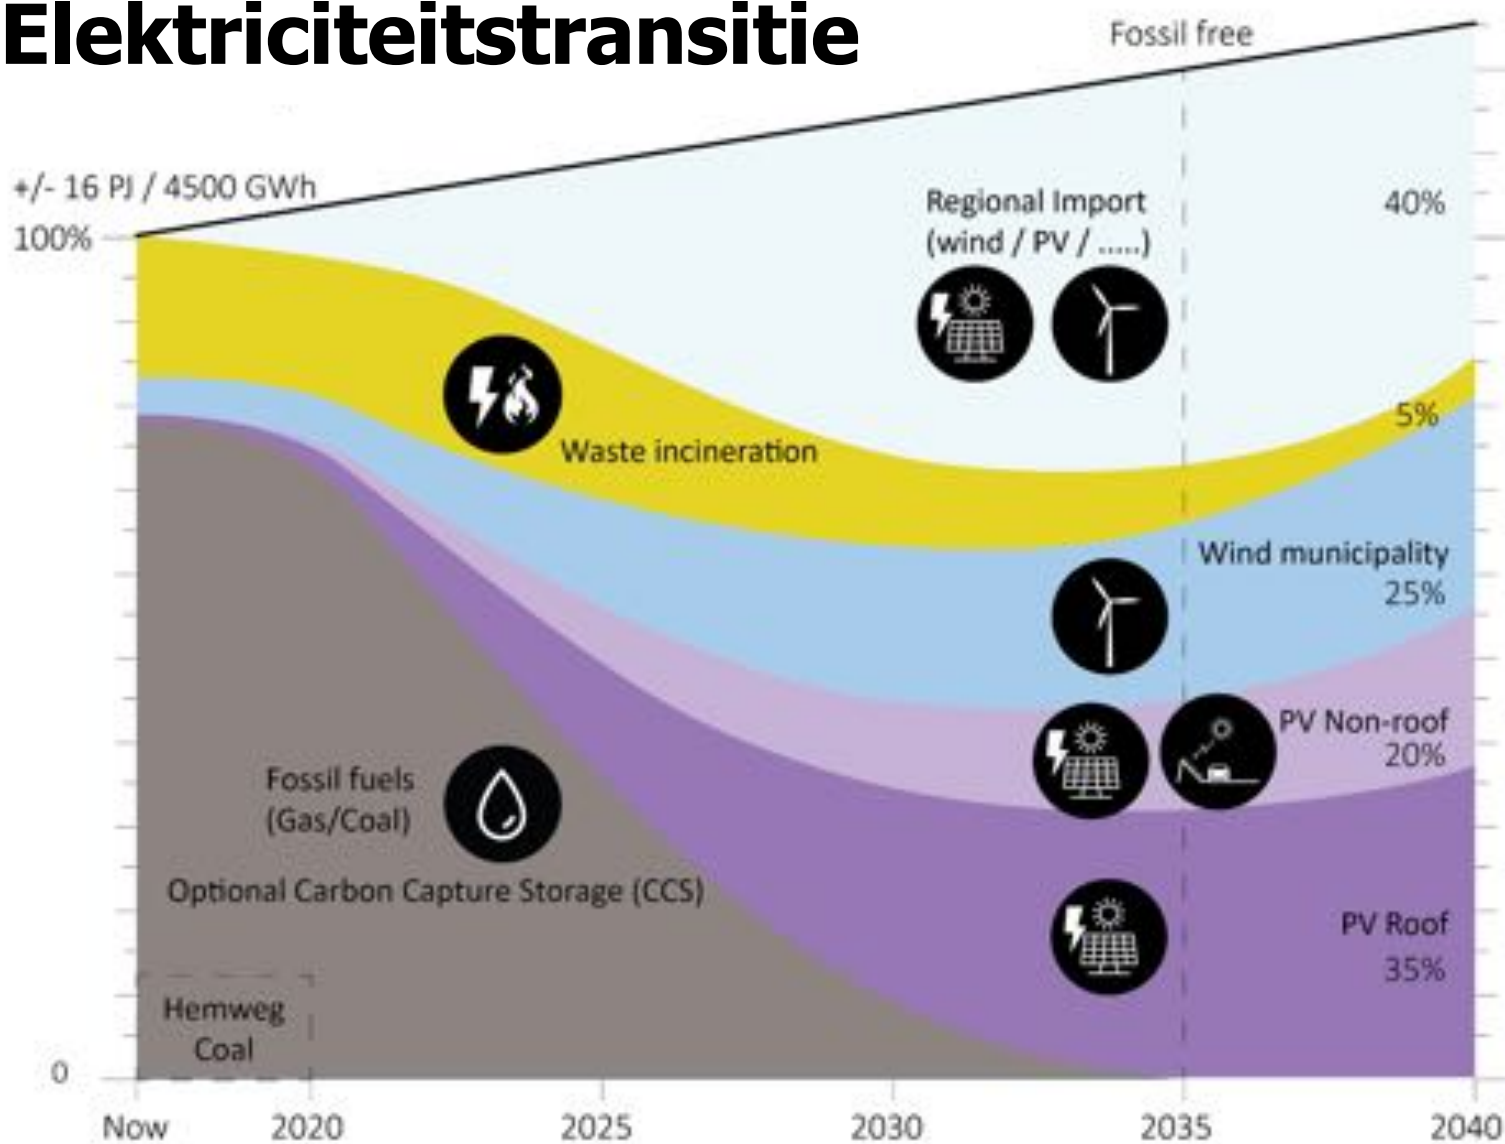 Elektriciteitstransitie
Fossil free
+/- 16 PJ / 4500 GWh
100%
Regional Import
(wind / PV / .....)
40%
Waste incineration
5%
Wind municipality
25%
PV Non-roof
20%
Fossil fuels
(Gas/Coal)
Optional Carbon Capture Storage (CCS)
PV Roof
35%
Hemweg
Coal
0
Now 2020 2025 2030 2035 2040